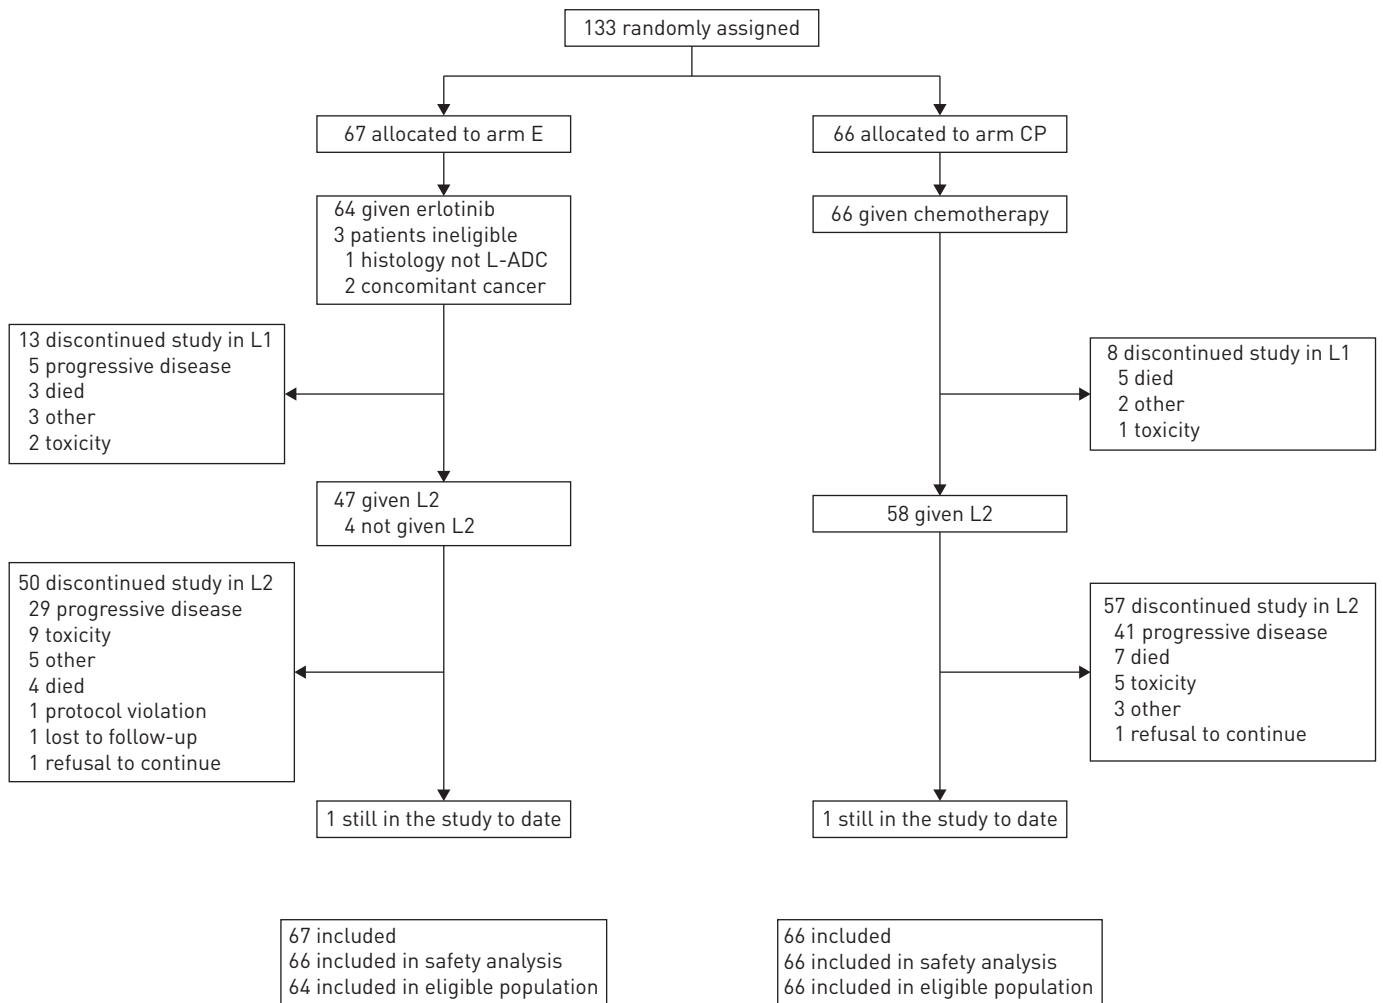 133 randomly assigned
67 allocated to arm E
66 allocated to arm CP
64 given erlotinib
3 patients ineligible
1 histology not L-ADC
2 concomitant cancer
66 given chemotherapy
13 discontinued study in L1
5 progressive disease
3 died
3 other
2 toxicity
8 discontinued study in L1
5 died
2 other
1 toxicity
47 given L2
4 not given L2
58 given L2
50 discontinued study in L2
29 progressive disease
9 toxicity
5 other
4 died
1 protocol violation
1 lost to follow-up
1 refusal to continue
57 discontinued study in L2
41 progressive disease
7 died
5 toxicity
3 other
1 refusal to continue
1 still in the study to date
1 still in the study to date
67 included
66 included in safety analysis
64 included in eligible population
66 included
66 included in safety analysis
66 included in eligible population